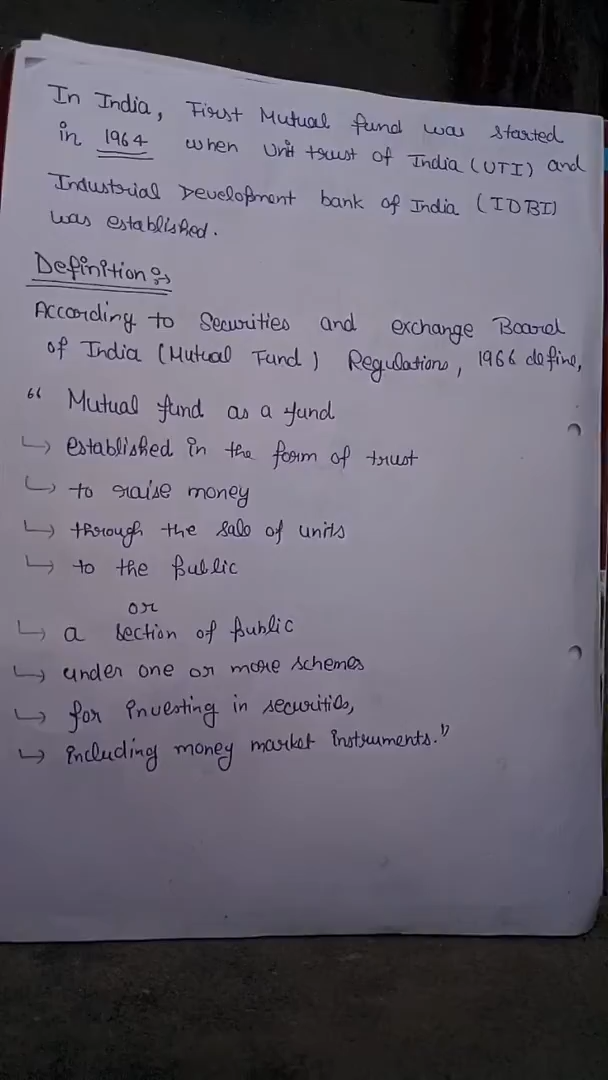 In India, First Mutual fund was started
in 1964 when Unit trust of India (UTI) and
Industrial Development bank of India (IDBI)
was established.
Definition:→
According to Securities and exchange Board
of India (Mutual Fund) Regulations, 1966 define,
“ Mutual fund as a fund
↳ established in the form of trust
↳ to raise money
↳ through the sale of units
↳ to the public
or
↳ a section of public
↳ under one or more schemes
↳ for investing in securities,
↳ including money market instruments.”